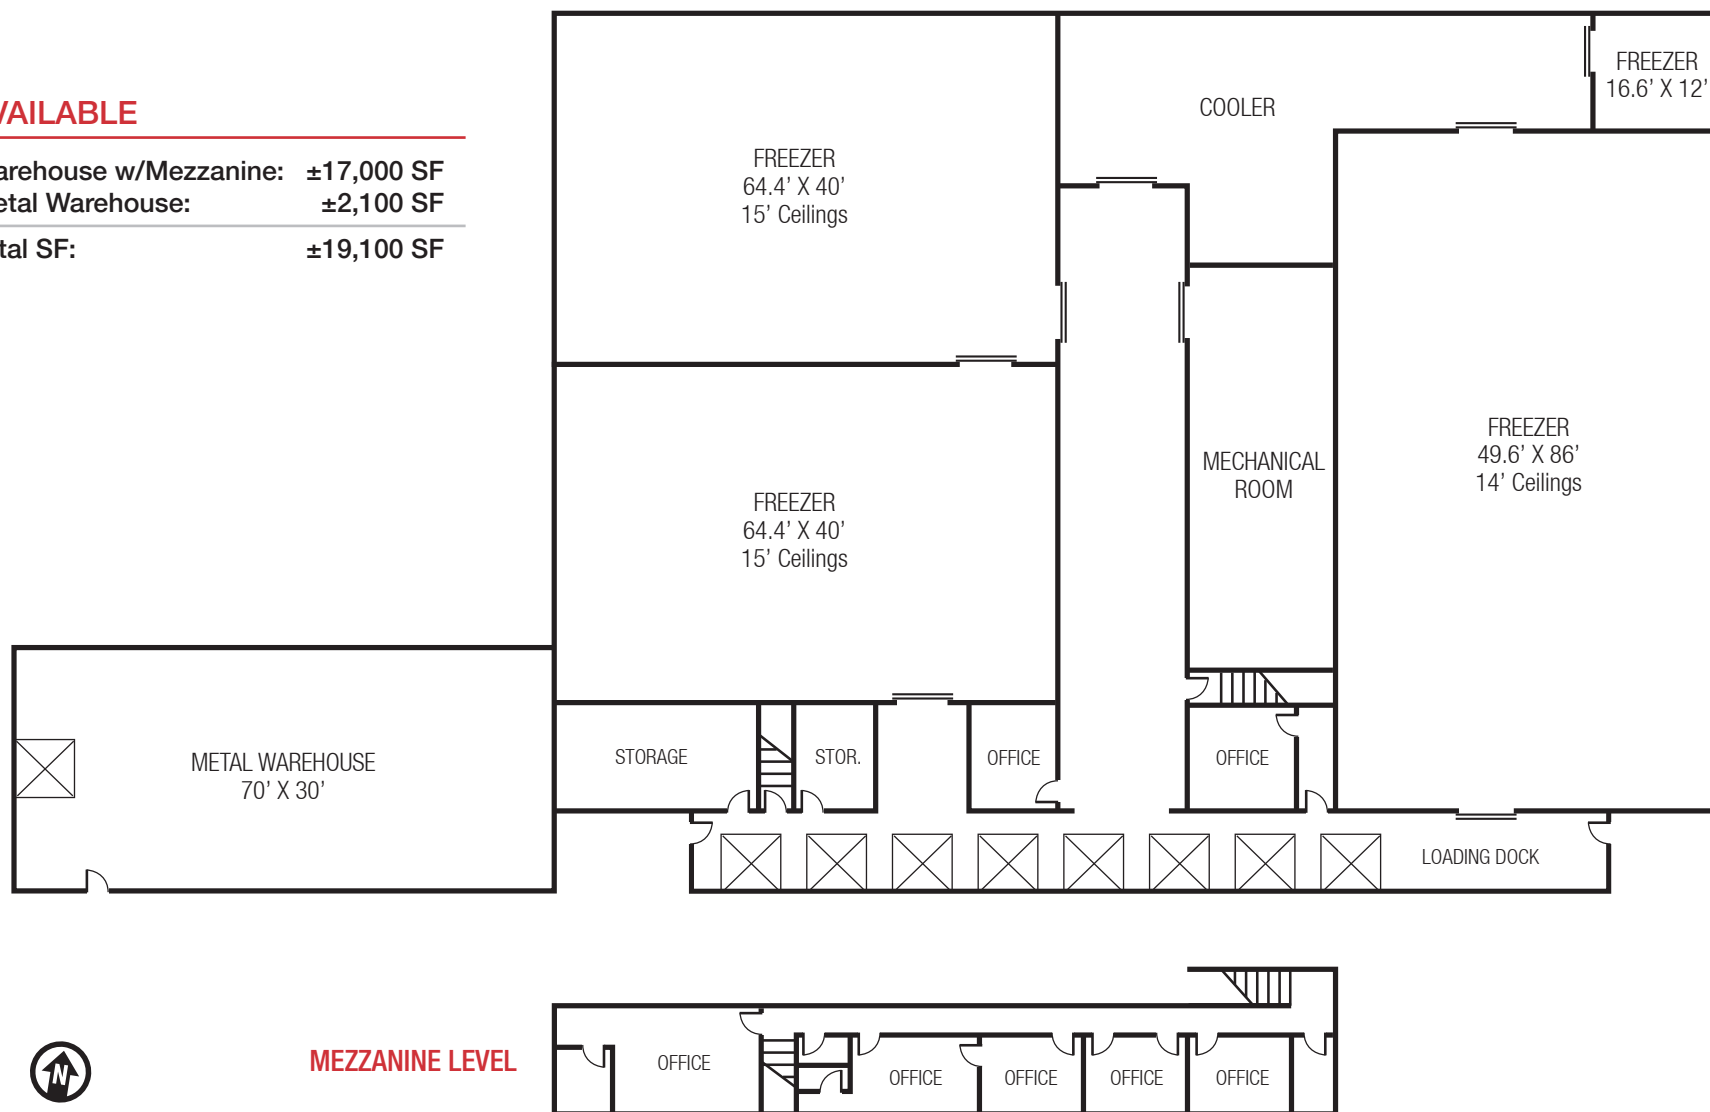 VAILABLE
arehouse w/Mezzanine: ±17,000 SF
etal Warehouse: ±2,100 SF
tal SF: ±19,100 SF
FREEZER
16.6’ X 12’
COOLER
FREEZER
64.4’ X 40’
15’ Ceilings
FREEZER
49.6’ X 86’
14’ Ceilings
MECHANICAL
ROOM
FREEZER
64.4’ X 40’
15’ Ceilings
METAL WAREHOUSE
70’ X 30’
STORAGE
STOR.
OFFICE
OFFICE
LOADING DOCK
MEZZANINE LEVEL
OFFICE
OFFICE
OFFICE
OFFICE
OFFICE
N